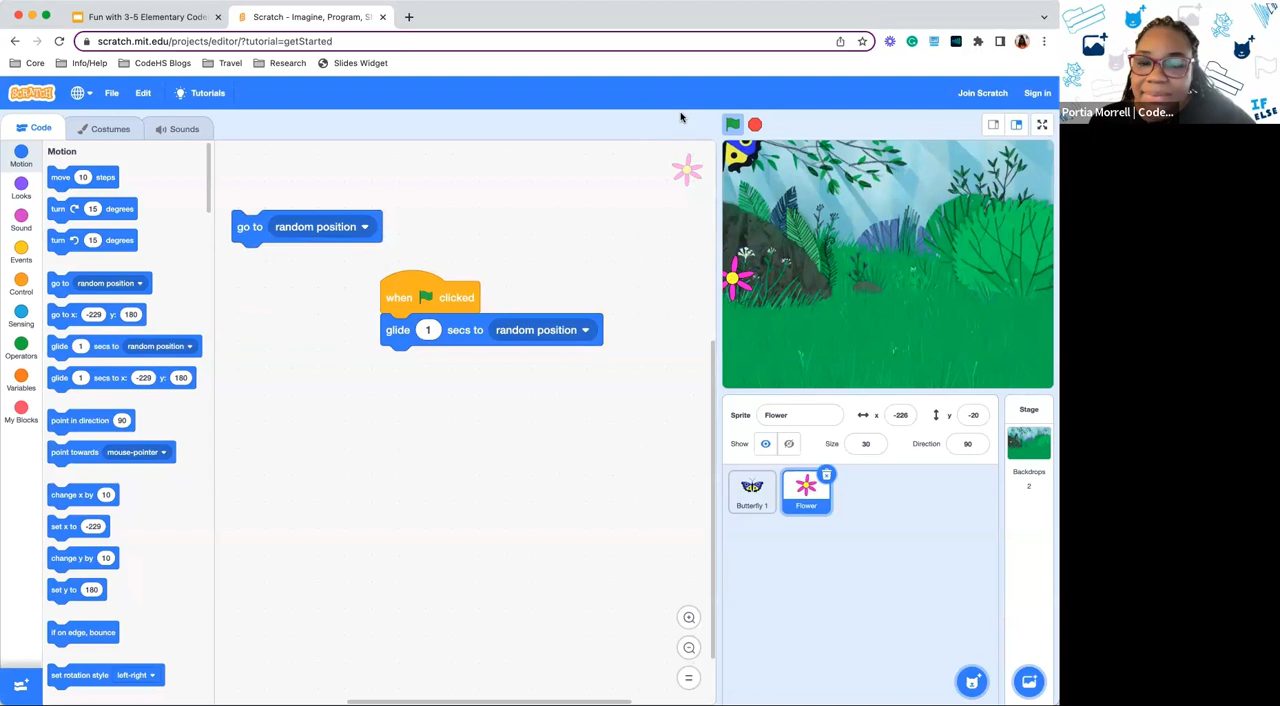 Fun with 3-5 Elementary Code
Scratch - Imagine, Program, S
scratch.mit.edu/projects/editor/?tutorial=getStarted
Core Info/Help CodeHS Blogs Travel Research Slides Widget
SCRATCH File Edit Tutorials Join Scratch Sign in
Code Costumes Sounds
Motion
Looks
Sound
Events
Control
Sensing
Operators
Variables
My Blocks
Motion
move 10 steps
turn 15 degrees
turn 15 degrees
go to random position
go to x: -229 y: 180
glide 1 secs to random position
glide 1 secs to x: -229 y: 180
point in direction 90
point towards mouse-pointer
change x by 10
set x to -229
change y by 10
set y to 180
if on edge, bounce
set rotation style left-right
go to random position
when clicked
glide 1 secs to random position
Sprite Flower x -226 y -20
Show Size 30 Direction 90
Butterfly 1
Flower
Stage
Backdrops
2
Portia Morrell | Code...
IF
ELSE